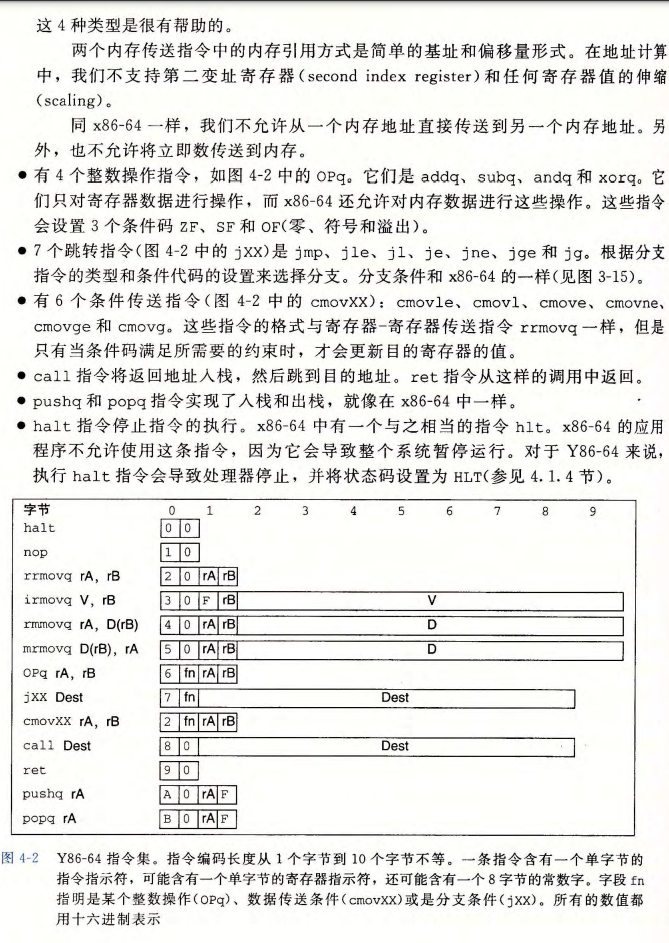 这 4 种类型是很有帮助的。
两个内存传送指令中的内存引用方式是简单的基址和偏移量形式。在地址计算
中，我们不支持第二变址寄存器(second index register)和任何寄存器值的伸缩
(scaling)。
同 x86-64 一样，我们不允许从一个内存地址直接传送到另一个内存地址。另
外，也不允许将立即数传送到内存。
● 有 4 个整数操作指令，如图 4-2 中的 OPq。它们是 addq、subq、andq 和 xorq。它
们只对寄存器数据进行操作，而 x86-64 还允许对内存数据进行这些操作。这些指令
会设置 3 个条件码 ZF、SF 和 OF(零、符号和溢出)。
● 7 个跳转指令(图 4-2 中的 jXX)是 jmp、jle、jl、je、jne、jge 和 jg。根据分支
指令的类型和条件代码的设置来选择分支。分支条件和 x86-64 的一样(见图 3-15)。
● 有 6 个条件传送指令(图 4-2 中的 cmovXX)：cmovle、cmovl、cmove、cmovne、
cmovge 和 cmovg。这些指令的格式与寄存器-寄存器传送指令 rrmovq 一样，但是
只有当条件码满足所需要的约束时，才会更新目的寄存器的值。
● call 指令将返回地址入栈，然后跳到目的地址。ret 指令从这样的调用中返回。
● pushq 和 popq 指令实现了入栈和出栈，就像在 x86-64 中一样。
● halt 指令停止指令的执行。x86-64 中有一个与之相当的指令 hlt。x86-64 的应用
程序不允许使用这条指令，因为它会导致整个系统暂停运行。对于 Y86-64 来说，
执行 halt 指令会导致处理器停止，并将状态码设置为 HLT(参见 4.1.4 节)。
字节 0 1 2 3 4 5 6 7 8 9
halt 0 0
nop 1 0
rrmovq rA, rB 2 0 rA rB
irmovq V, rB 3 0 F rB V
rmmovq rA, D(rB) 4 0 rA rB D
mrmovq D(rB), rA 5 0 rA rB D
OPq rA, rB 6 fn rA rB
jXX Dest 7 fn Dest
cmovXX rA, rB 2 fn rA rB
call Dest 8 0 Dest
ret 9 0
pushq rA A 0 rA F
popq rA B 0 rA F
图 4-2 Y86-64 指令集。指令编码长度从 1 个字节到 10 个字节不等。一条指令含有一个单字节的
指令指示符，可能含有一个单字节的寄存器指示符，还可能含有一个 8 字节的常数字。字段 fn
指明是某个整数操作(OPq)、数据传送条件(cmovXX)或是分支条件(jXX)。所有的数值都
用十六进制表示